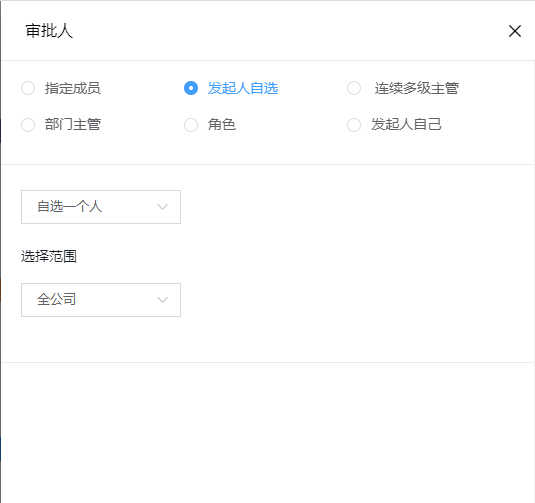 审批人
指定成员 发起人自选 连续多级主管
部门主管 角色 发起人自己
自选一个人
选择范围
全公司